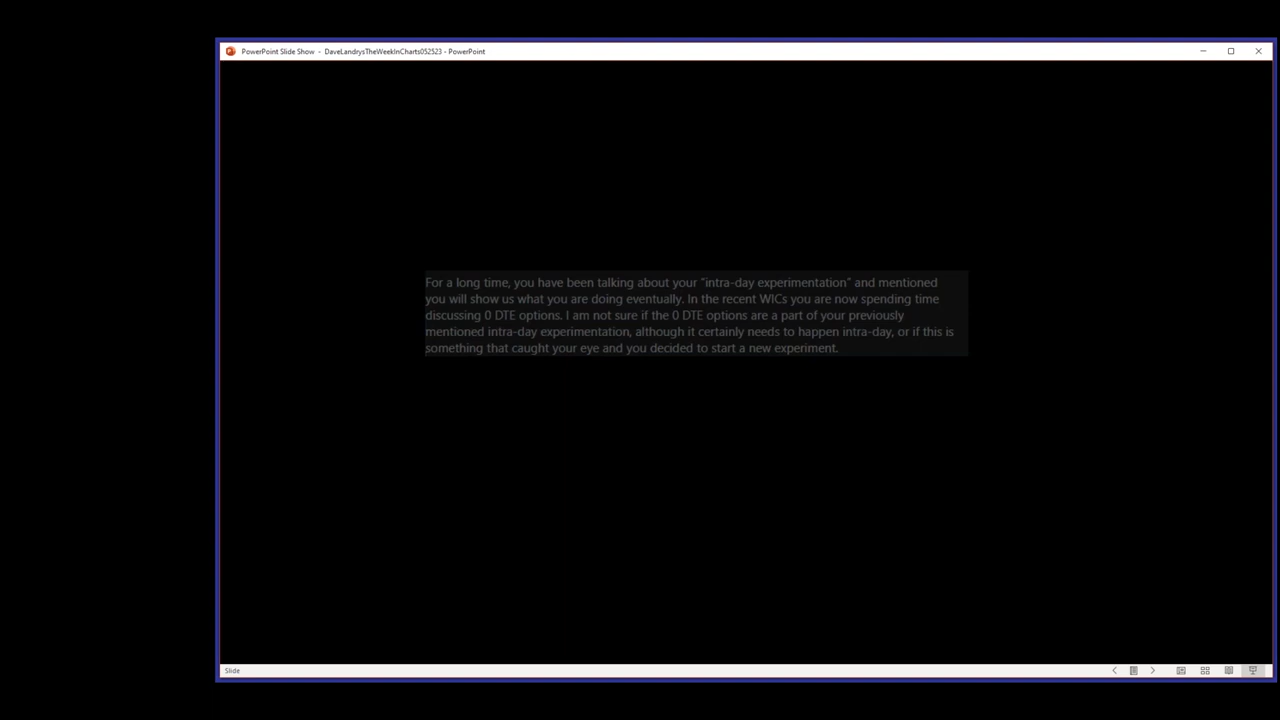 PowerPoint Slide Show - DaveLandrysTheWeekInCharts052523 - PowerPoint
For a long time, you have been talking about your “intra-day experimentation” and mentioned
you will show us what you are doing eventually. In the recent WICs you are now spending time
discussing 0 DTE options. I am not sure if the 0 DTE options are a part of your previously
mentioned intra-day experimentation, although it certainly needs to happen intra-day, or if this is
something that caught your eye and you decided to start a new experiment.
Slide